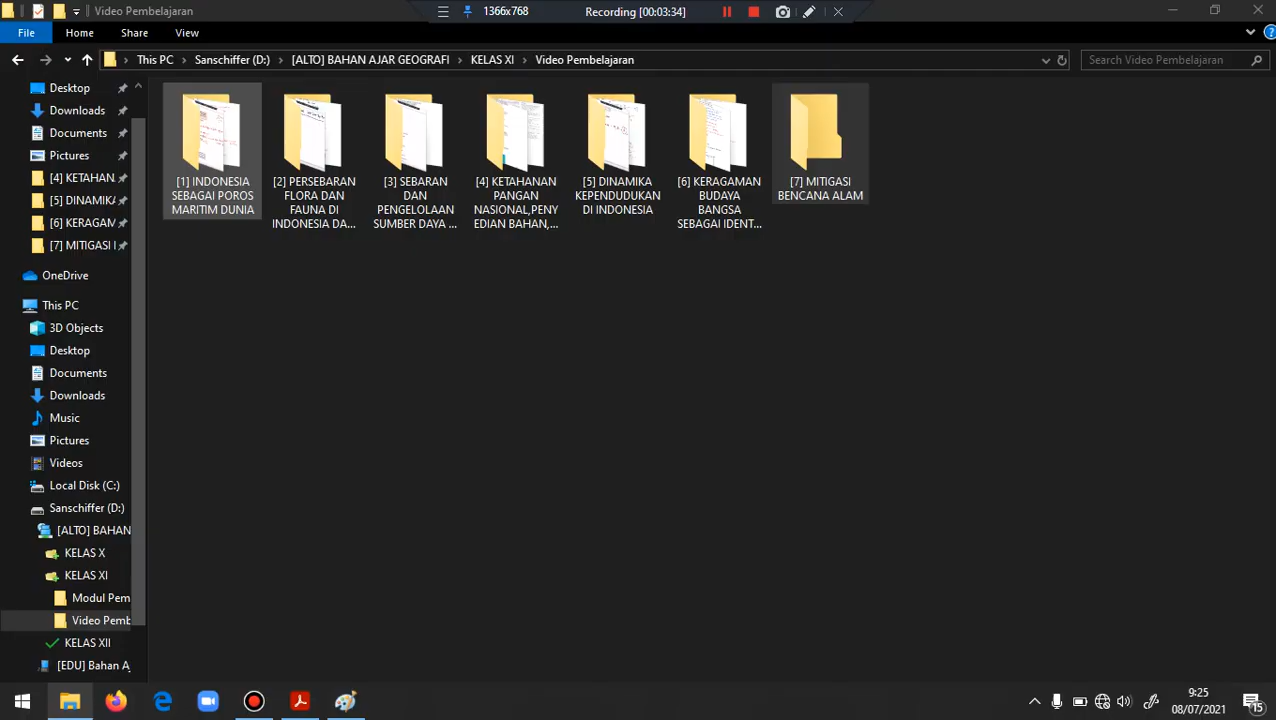 Video Pembelajaran
1366x768
Recording [00:03:34]
File
Home
Share
View
This PC
Sanschiffer (D:)
[ALTO] BAHAN AJAR GEOGRAFI
KELAS XI
Video Pembelajaran
Search Video Pembelajaran
Desktop
Downloads
Documents
Pictures
[4] KETAHAN
[5] DINAMIKA
[6] KERAGAM
[7] MITIGASI I
OneDrive
This PC
3D Objects
Desktop
Documents
Downloads
Music
Pictures
Videos
Local Disk (C:)
Sanschiffer (D:)
[ALTO] BAHAN
KELAS X
KELAS XI
Modul Pem
Video Pemb
KELAS XII
[EDU] Bahan A
[1] INDONESIA
SEBAGAI POROS
MARITIM DUNIA
[2] PERSEBARAN
FLORA DAN
FAUNA DI
INDONESIA DA...
[3] SEBARAN
DAN
PENGELOLAAN
SUMBER DAYA ...
[4] KETAHANAN
PANGAN
NASIONAL,PENY
EDIAN BAHAN,...
[5] DINAMIKA
KEPENDUDUKAN
DI INDONESIA
[6] KERAGAMAN
BUDAYA
BANGSA
SEBAGAI IDENT...
[7] MITIGASI
BENCANA ALAM
9:25
08/07/2021
15